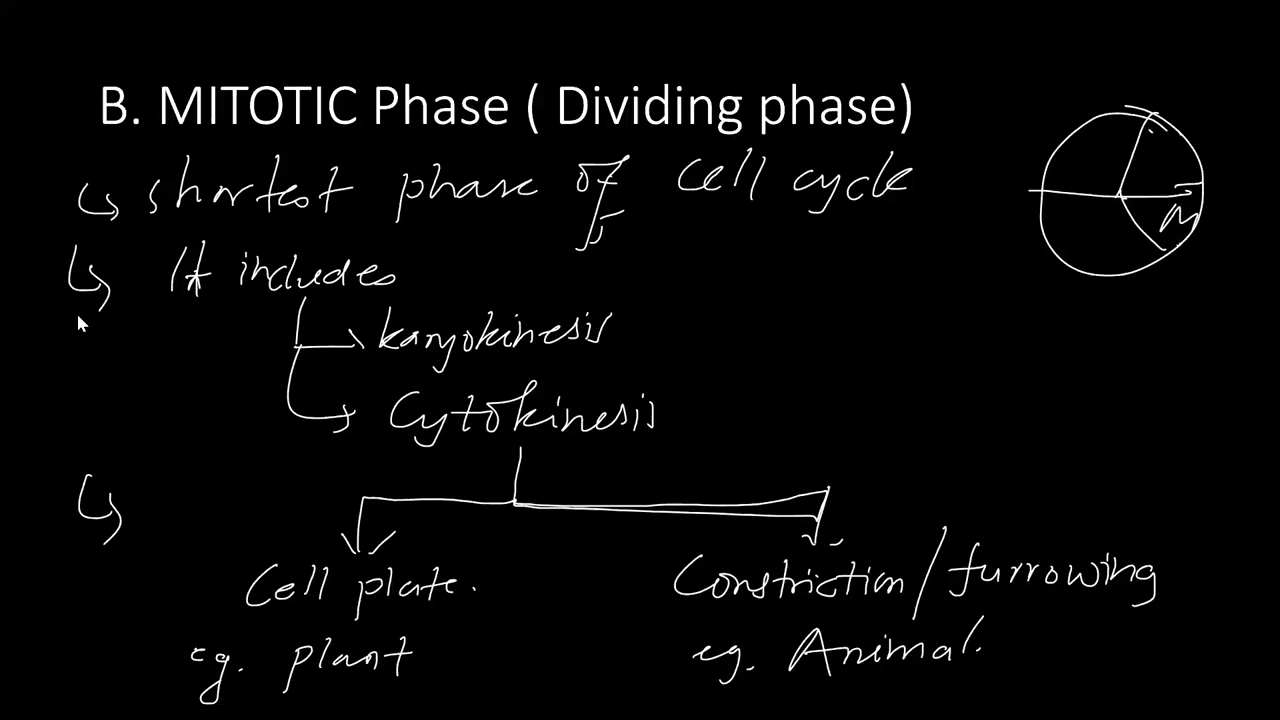 B. MITOTIC Phase ( Dividing phase)
shortest phase of cell cycle
M
It includes
karyokinesis
Cytokinesis
Cell plate.
Constriction/furrowing
eg. plant
eg. Animal.